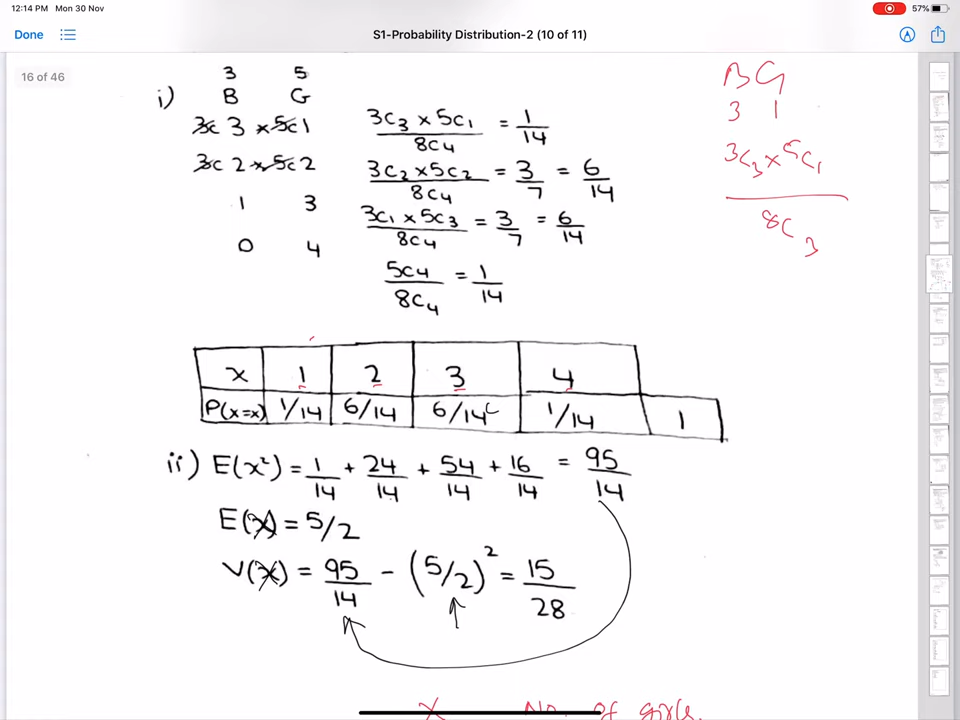 12:14 PM Mon 30 Nov
57%
Done
S1-Probability Distribution-2 (10 of 11)
16 of 46
3 5
i) B G
3c 3 × 5c 1
3c₃ × 5c₁ / 8c₄ = 1/14
3c 2 × 5c 2
3c₂ × 5c₂ / 8c₄ = 3/7 = 6/14
1 3
3c₁ × 5c₃ / 8c₄ = 3/7 = 6/14
0 4
5c₄ / 8c₄ = 1/14
B G
3 1
3c₃ × 5c₁
8c₃
x 1 2 3 4
P(x=x) 1/14 6/14 6/14 1/14 1
ii) E(x²) = 1/14 + 24/14 + 54/14 + 16/14 = 95/14
E(x) = 5/2
V(x) = 95/14 - (5/2)² = 15/28
X No. of girls